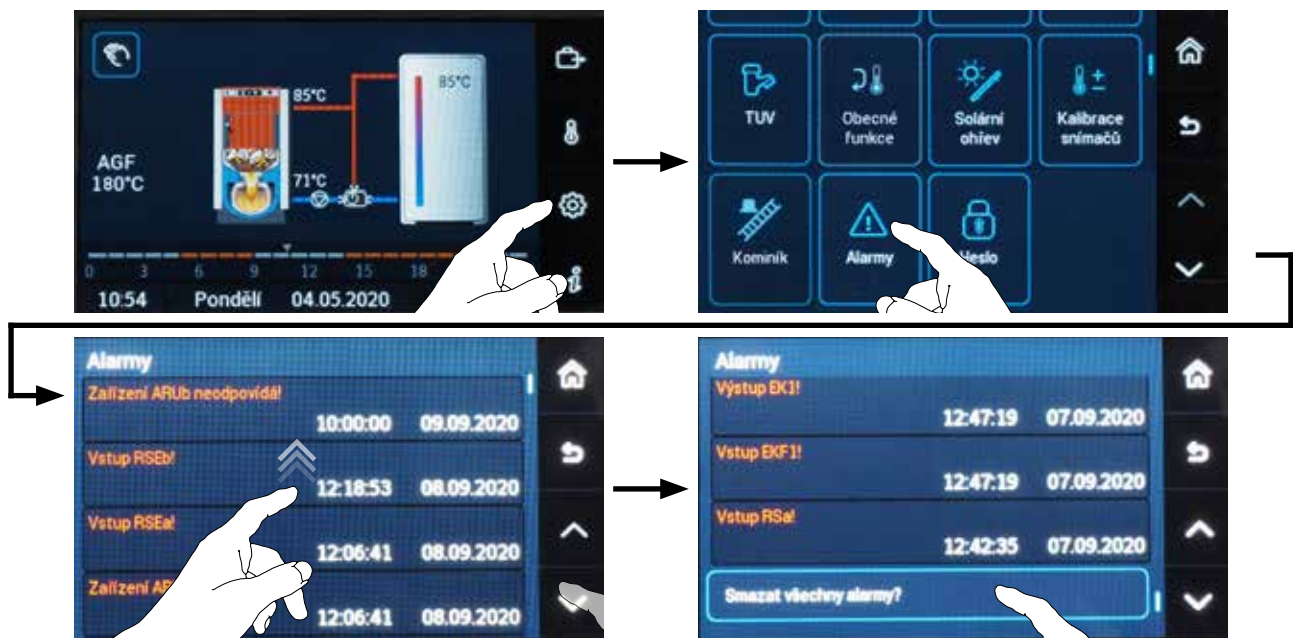 85°C
85°C
AGF
180°C
71°C
0 3 6 9 12 15 18
10:54 Pondělí 04.05.2020
TUV
Obecné
funkce
Solární
ohřev
Kalibrace
snímačů
Kominík
Alarmy
Heslo
Alarmy
Zařízení ARUb neodpovídá!
10:00:00 09.09.2020
Vstup RSEb!
12:18:53 08.09.2020
Vstup RSEa!
12:06:41 08.09.2020
Zařízení
12:06:41 08.09.2020
Alarmy
Výstup EK1!
12:47:19 07.09.2020
Vstup EKF1!
12:47:19 07.09.2020
Vstup RSa!
12:42:35 07.09.2020
Smazat všechny alarmy?